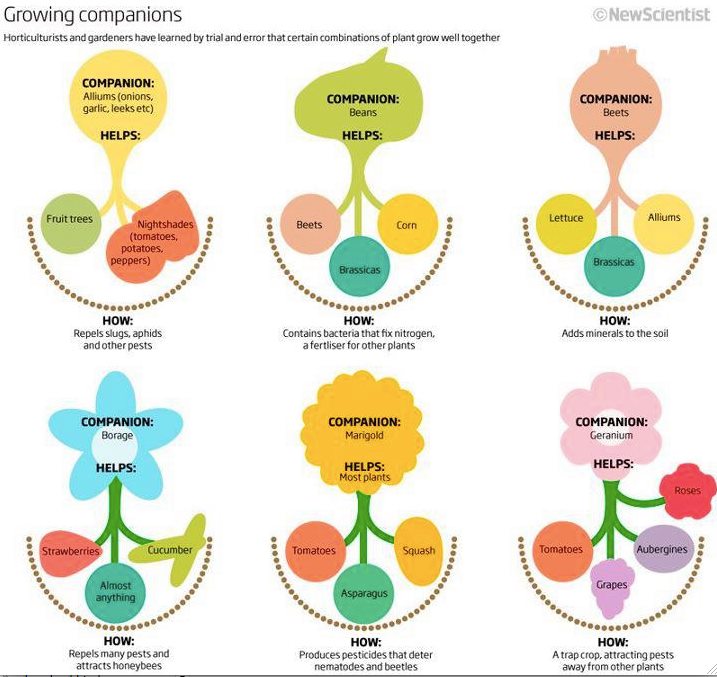 Growing companions
©NewScientist
Horticulturists and gardeners have learned by trial and error that certain combinations of plant grow well together
COMPANION:
Alliums (onions,
garlic, leeks etc)
HELPS:
Fruit trees
Nightshades
(tomatoes,
potatoes,
peppers)
HOW:
Repels slugs, aphids
and other pests
COMPANION:
Beans
HELPS:
Beets
Corn
Brassicas
HOW:
Contains bacteria that fix nitrogen,
a fertliser for other plants
COMPANION:
Beets
HELPS:
Lettuce
Alliums
Brassicas
HOW:
Adds minerals to the soil
COMPANION:
Borage
HELPS:
Strawberries
Cucumber
Almost
anything
HOW:
Repels many pests and
attracts honeybees
COMPANION:
Marigold
HELPS:
Most plants
Tomatoes
Squash
Asparagus
HOW:
Produces pesticides that deter
nematodes and beetles
COMPANION:
Geranium
HELPS:
Roses
Tomatoes
Aubergines
Grapes
HOW:
A trap crop, attracting pests
away from other plants